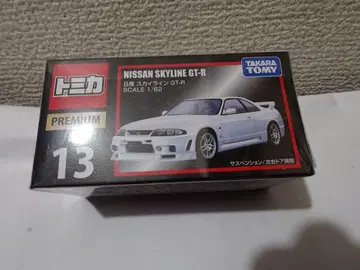 トミカ
PREMIUM
13
NISSAN SKYLINE GT-R
日産 スカイライン GT-R
SCALE 1/62
TAKARA
TOMY
サスペンション/左右ドア開閉